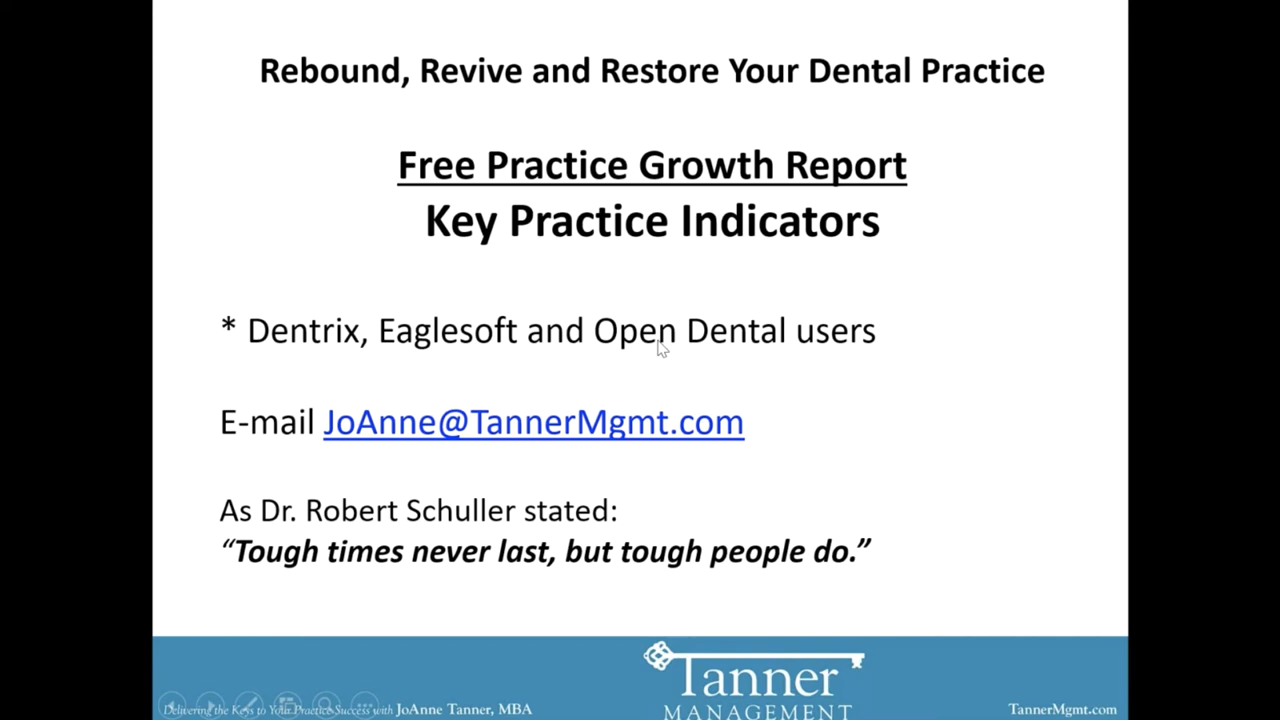 Rebound, Revive and Restore Your Dental Practice
Free Practice Growth Report
Key Practice Indicators
* Dentrix, Eaglesoft and Open Dental users
E-mail JoAnne@TannerMgmt.com
As Dr. Robert Schuller stated:
“Tough times never last, but tough people do.”
Tanner
MANAGEMENT
Delivering the Keys to Your Practice Success with JoAnne Tanner, MBA
TannerMgmt.com